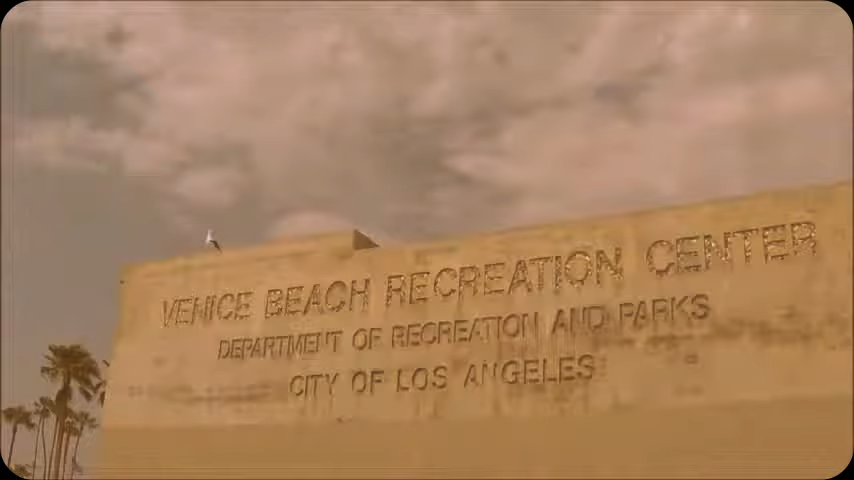 VENICE BEACH RECREATION CENTER
DEPARTMENT OF RECREATION AND PARKS
CITY OF LOS ANGELES